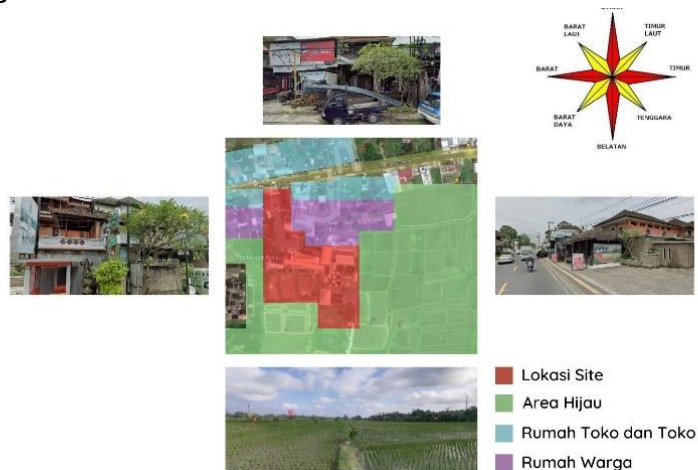 BARAT
LAUT
TIMUR
LAUT
BARAT
TIMUR
BARAT
DAYA
TENGGARA
SELATAN
Lokasi Site
Area Hijau
Rumah Toko dan Toko
Rumah Warga